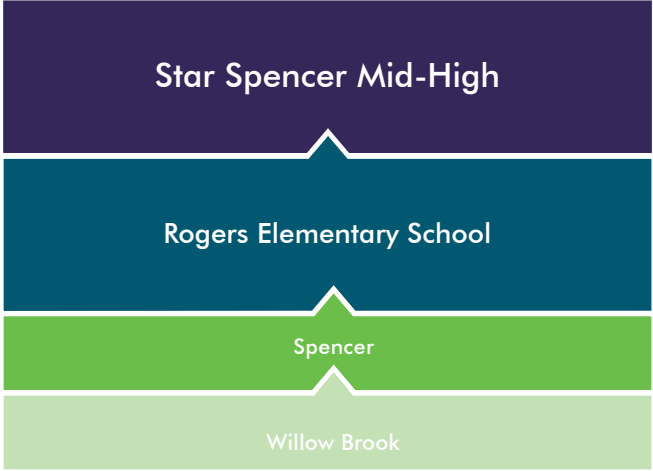 Star Spencer Mid-High
Rogers Elementary School
Spencer
Willow Brook